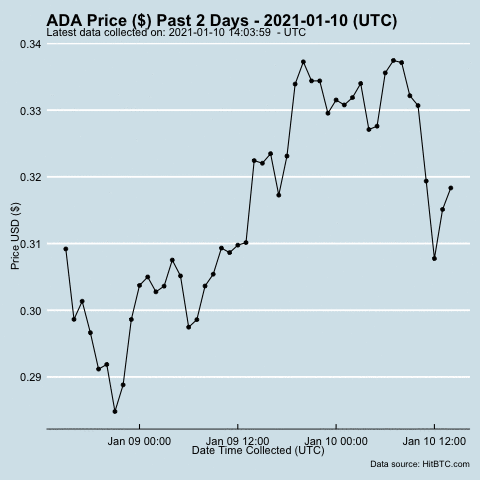 ADA Price ($) Past 2 Days - 2021-01-10 (UTC)
Latest data collected on: 2021-01-10 14:03:59  - UTC
0.34
0.33
0.32
0.31
0.30
0.29
Price USD ($)
Jan 09 00:00
Jan 09 12:00
Jan 10 00:00
Jan 10 12:00
Date Time Collected (UTC)
Data source: HitBTC.com